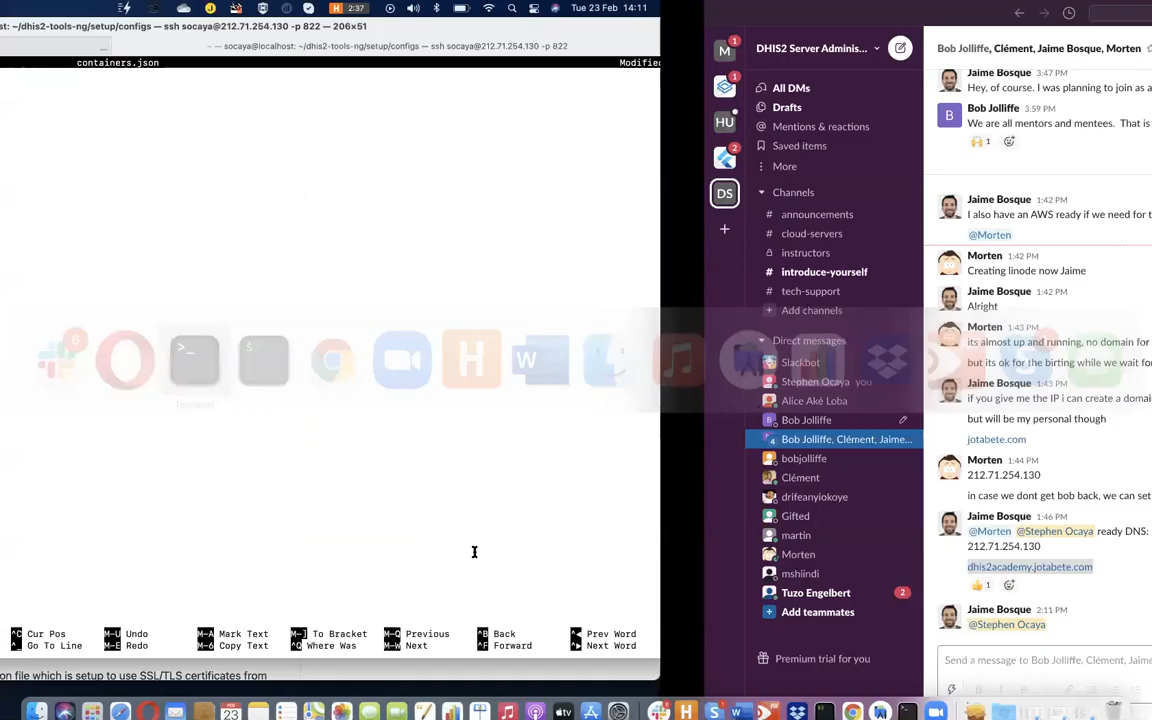 2:37
Tue 23 Feb 14:11
st: ~/dhis2-tools-ng/setup/configs — ssh socaya@212.71.254.130 -p 822 — 206×51
...
~ — socaya@localhost: ~/dhis2-tools-ng/setup/configs — ssh socaya@212.71.254.130 -p 822
containers.json
Modified
Terminal
^C Cur Pos
M-U Undo
M-A Mark Text
M-] To Bracket
M-Q Previous
^B Back
^◀ Prev Word
^_ Go To Line
M-E Redo
M-6 Copy Text
^Q Where Was
M-W Next
^F Forward
^▶ Next Word
on file which is setup to use SSL/TLS certificates from
M
1
1
HU
2
DS
+
DHIS2 Server Adminis...
All DMs
Drafts
Mentions & reactions
Saved items
More
Channels
# announcements
# cloud-servers
instructors
# introduce-yourself
# tech-support
+ Add channels
Direct messages
Slackbot
Stephen Ocaya you
Alice Aké Loba
Bob Jolliffe
4 Bob Jolliffe, Clément, Jaime...
bobjolliffe
Clément
drifeanyiokoye
Gifted
martin
Morten
mshiindi
Tuzo Engelbert 2
+ Add teammates
Premium trial for you
Bob Jolliffe, Clément, Jaime Bosque, Morten
Jaime Bosque 3:47 PM
Hey, of course. I was planning to join as a
B
Bob Jolliffe 3:59 PM
We are all mentors and mentees. That is
1
Jaime Bosque 1:42 PM
I also have an AWS ready if we need for t
@Morten
Morten 1:42 PM
Creating linode now Jaime
Jaime Bosque 1:42 PM
Alright
Morten 1:43 PM
its almost up and running, no domain for
but its ok for the birting while we wait for
Jaime Bosque 1:43 PM
if you give me the IP i can create a domai
but will be my personal though
jotabete.com
Morten 1:44 PM
212.71.254.130
in case we dont get bob back, we can set
Jaime Bosque 1:46 PM
@Morten @Stephen Ocaya ready DNS:
212.71.254.130
dhis2academy.jotabete.com
1
Jaime Bosque 2:11 PM
@Stephen Ocaya
Send a message to Bob Jolliffe, Clément, Jaime